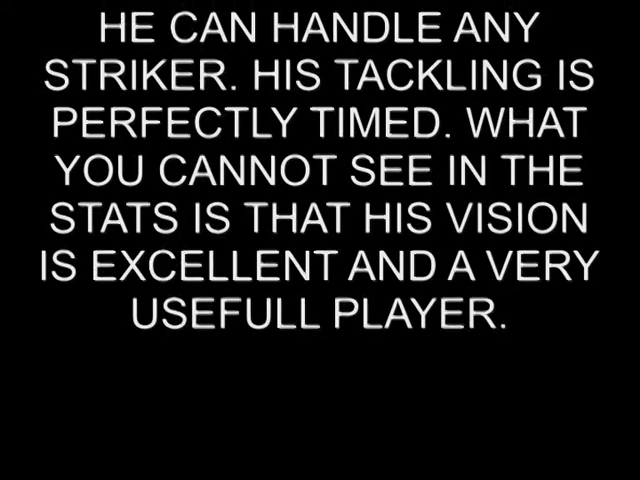 HE CAN HANDLE ANY
STRIKER. HIS TACKLING IS
PERFECTLY TIMED. WHAT
YOU CANNOT SEE IN THE
STATS IS THAT HIS VISION
IS EXCELLENT AND A VERY
USEFULL PLAYER.